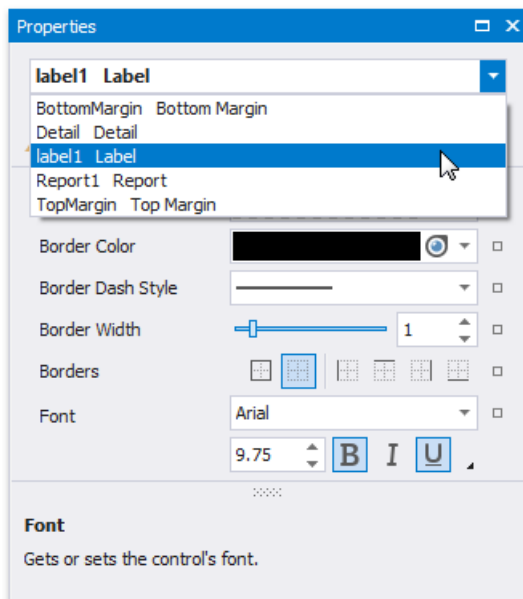 Properties
label1 Label
BottomMargin Bottom Margin
Detail Detail
label1 Label
Report1 Report
TopMargin Top Margin
Border Color
Border Dash Style
Border Width 1
Borders
Font Arial
9.75 B I U
Font
Gets or sets the control's font.